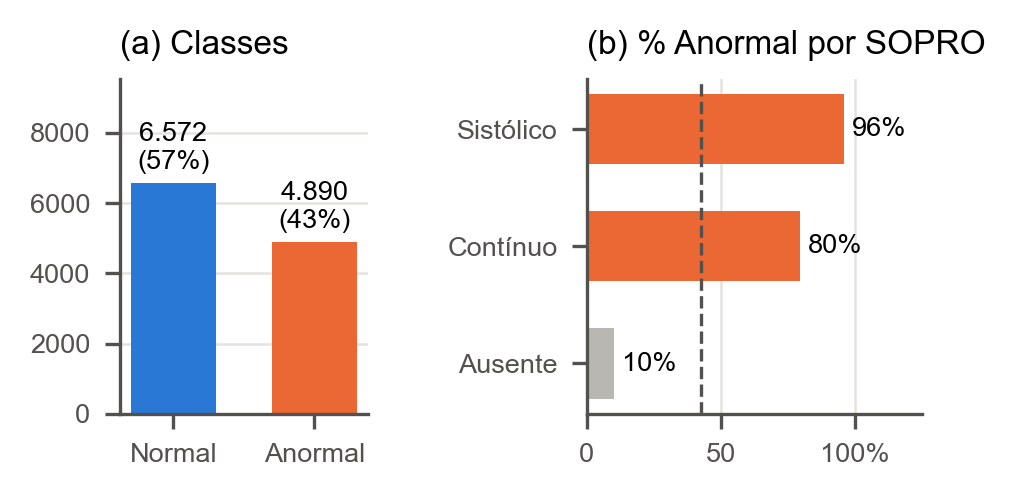 (a) Classes
8000
6000
4000
2000
0
6.572
(57%)
4.890
(43%)
Normal
Anormal
(b) % Anormal por SOPRO
Sistólico
96%
Contínuo
80%
Ausente
10%
0
50
100%